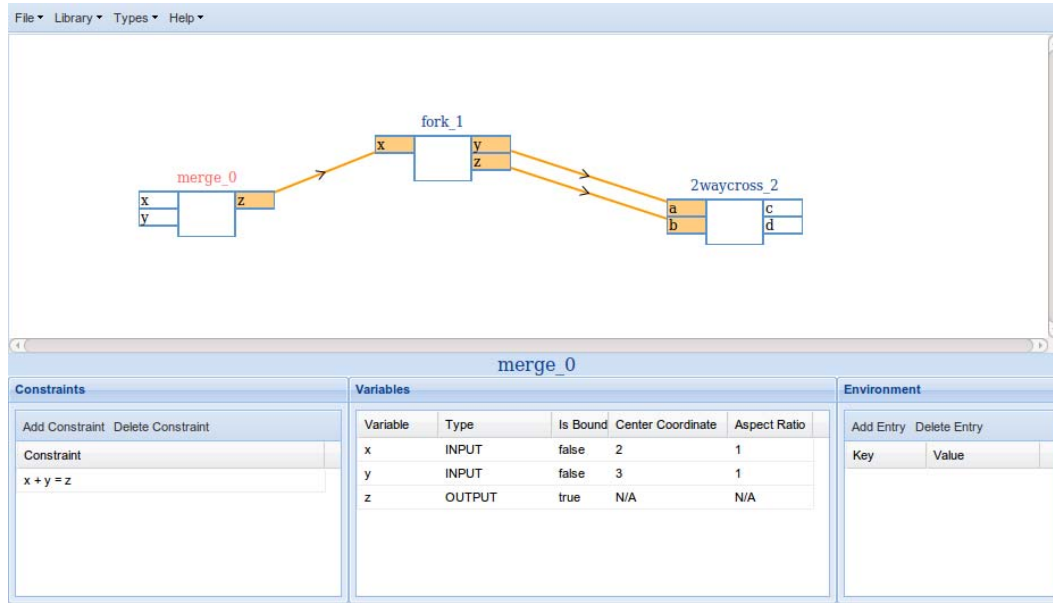 File Library Types Help
fork_1
x y
z
merge_0
x z
y
2waycross_2
a c
b d
merge_0
Constraints Variables Environment
Add Constraint Delete Constraint
Constraint
x + y = z
Variable Type Is Bound Center Coordinate Aspect Ratio
x INPUT false 2 1
y INPUT false 3 1
z OUTPUT true N/A N/A
Add Entry Delete Entry
Key Value